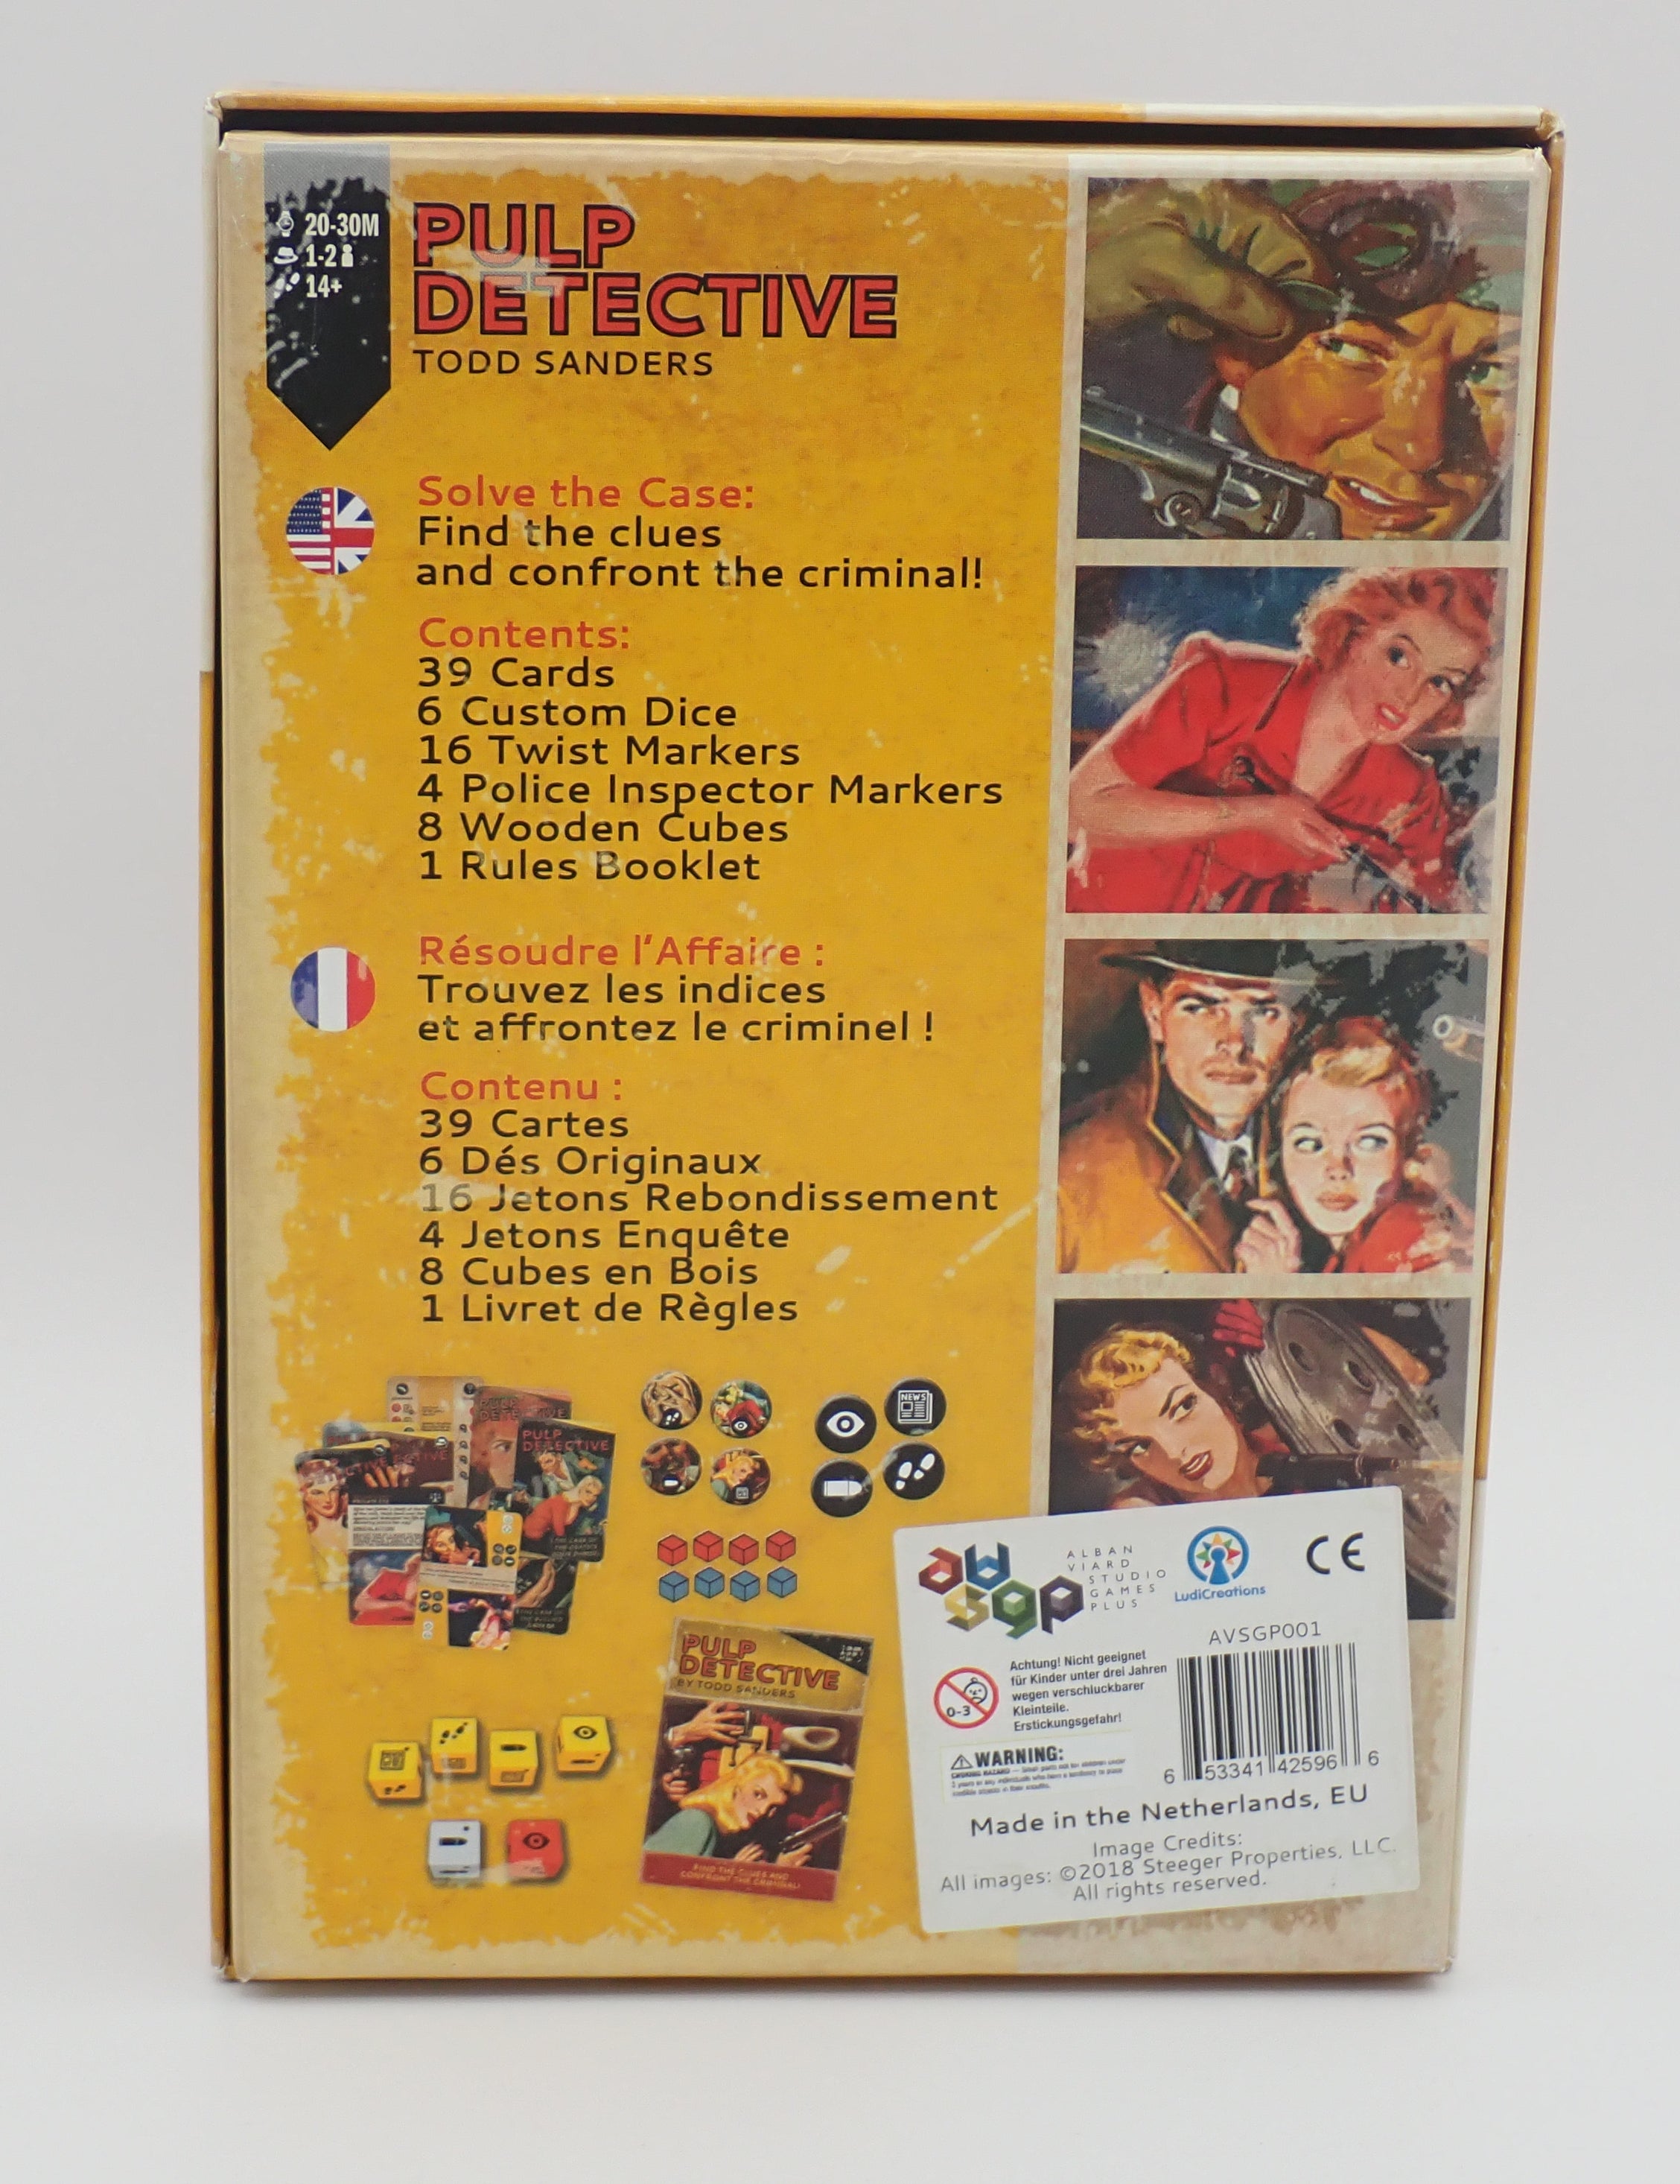 20-30M
1-2
14+
PULP
DETECTIVE
TODD SANDERS
Solve the Case:
Find the clues
and confront the criminal!
Contents:
39 Cards
6 Custom Dice
16 Twist Markers
4 Police Inspector Markers
8 Wooden Cubes
1 Rules Booklet
Résoudre l'Affaire :
Trouvez les indices
et affrontez le criminel !
Contenu :
39 Cartes
6 Dés Originaux
16 Jetons Rebondissement
4 Jetons Enquête
8 Cubes en Bois
1 Livret de Règles
NEWS
PULP
DETECTIVE
PULP
DETECTIVE
BY TODD SANDERS
FIND THE CLUES AND
CONFRONT THE CRIMINAL!
avsgp
ALBAN
VIARD
STUDIO
GAMES
PLUS
LudiCreations
CE
AVSGP001
0-3
Achtung! Nicht geeignet
für Kinder unter drei Jahren
wegen verschluckbarer
Kleinteile.
Erstickungsgefahr!
WARNING:
CHOKING HAZARD
6 53341 42596 6
Made in the Netherlands, EU
Image Credits:
All images: ©2018 Steeger Properties, LLC.
All rights reserved.